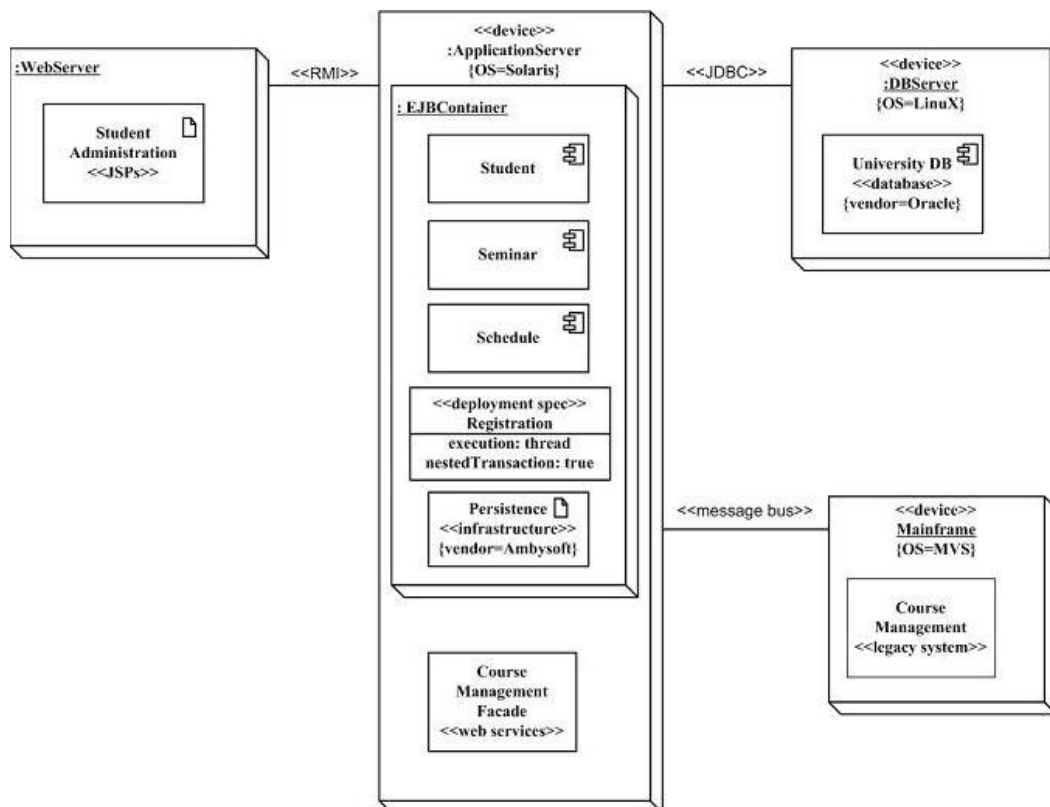 :WebServer
Student
Administration
<<JSPs>>
<<RMI>>
<<device>>
:ApplicationServer
{OS=Solaris}
: EJBContainer
Student
Seminar
Schedule
<<deployment spec>>
Registration
execution: thread
nestedTransaction: true
Persistence
<<infrastructure>>
{vendor=Ambysoft}
Course
Management
Facade
<<web services>>
<<JDBC>>
<<device>>
:DBServer
{OS=LinuX}
University DB
<<database>>
{vendor=Oracle}
<<message bus>>
<<device>>
Mainframe
{OS=MVS}
Course
Management
<<legacy system>>